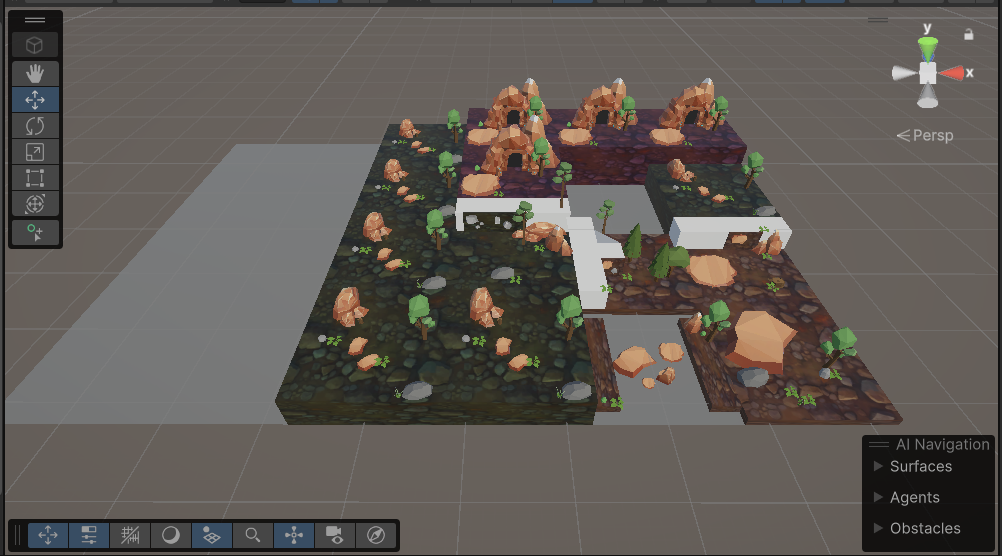 y
x
Persp
AI Navigation
Surfaces
Agents
Obstacles